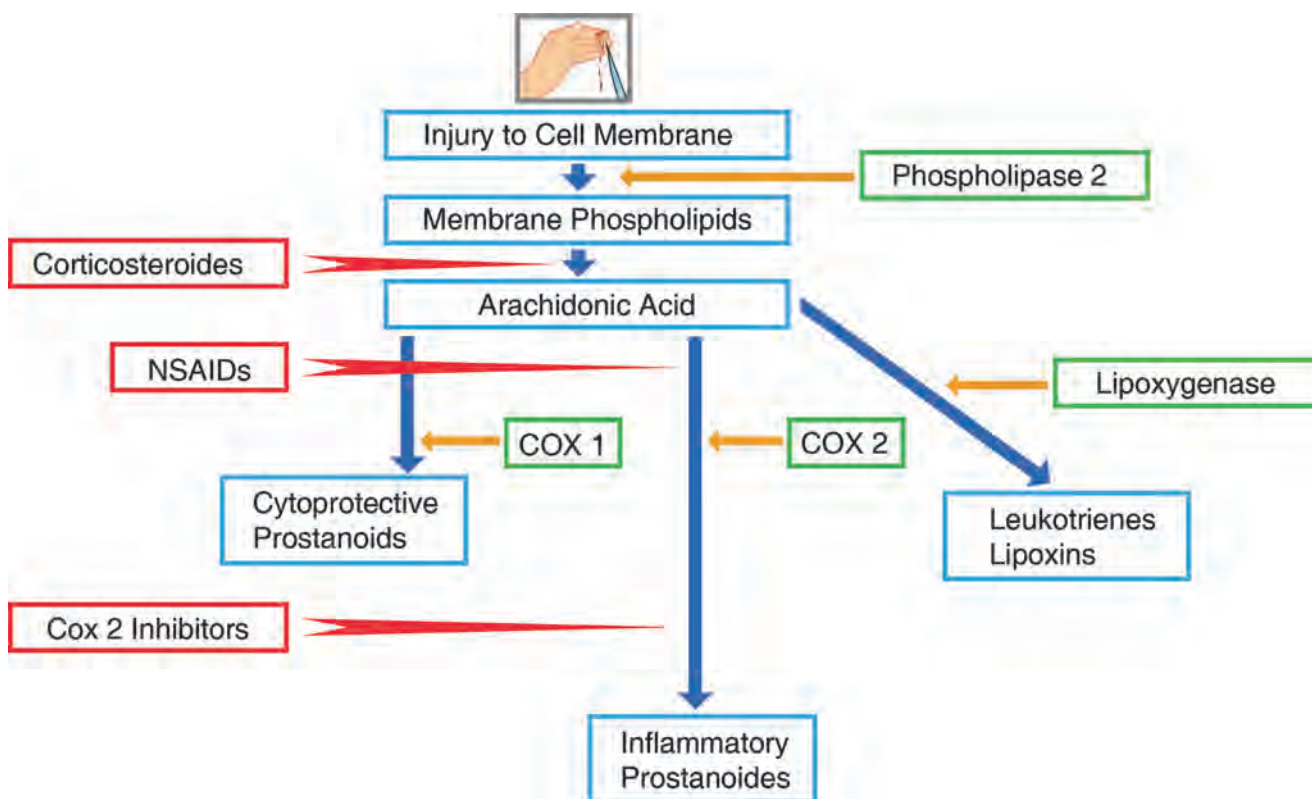 Injury to Cell Membrane
Phospholipase 2
Membrane Phospholipids
Corticosteroides
Arachidonic Acid
NSAIDs
Lipoxygenase
COX 1
COX 2
Cytoprotective
Prostanoids
Leukotrienes
Lipoxins
Cox 2 Inhibitors
Inflammatory
Prostanoides